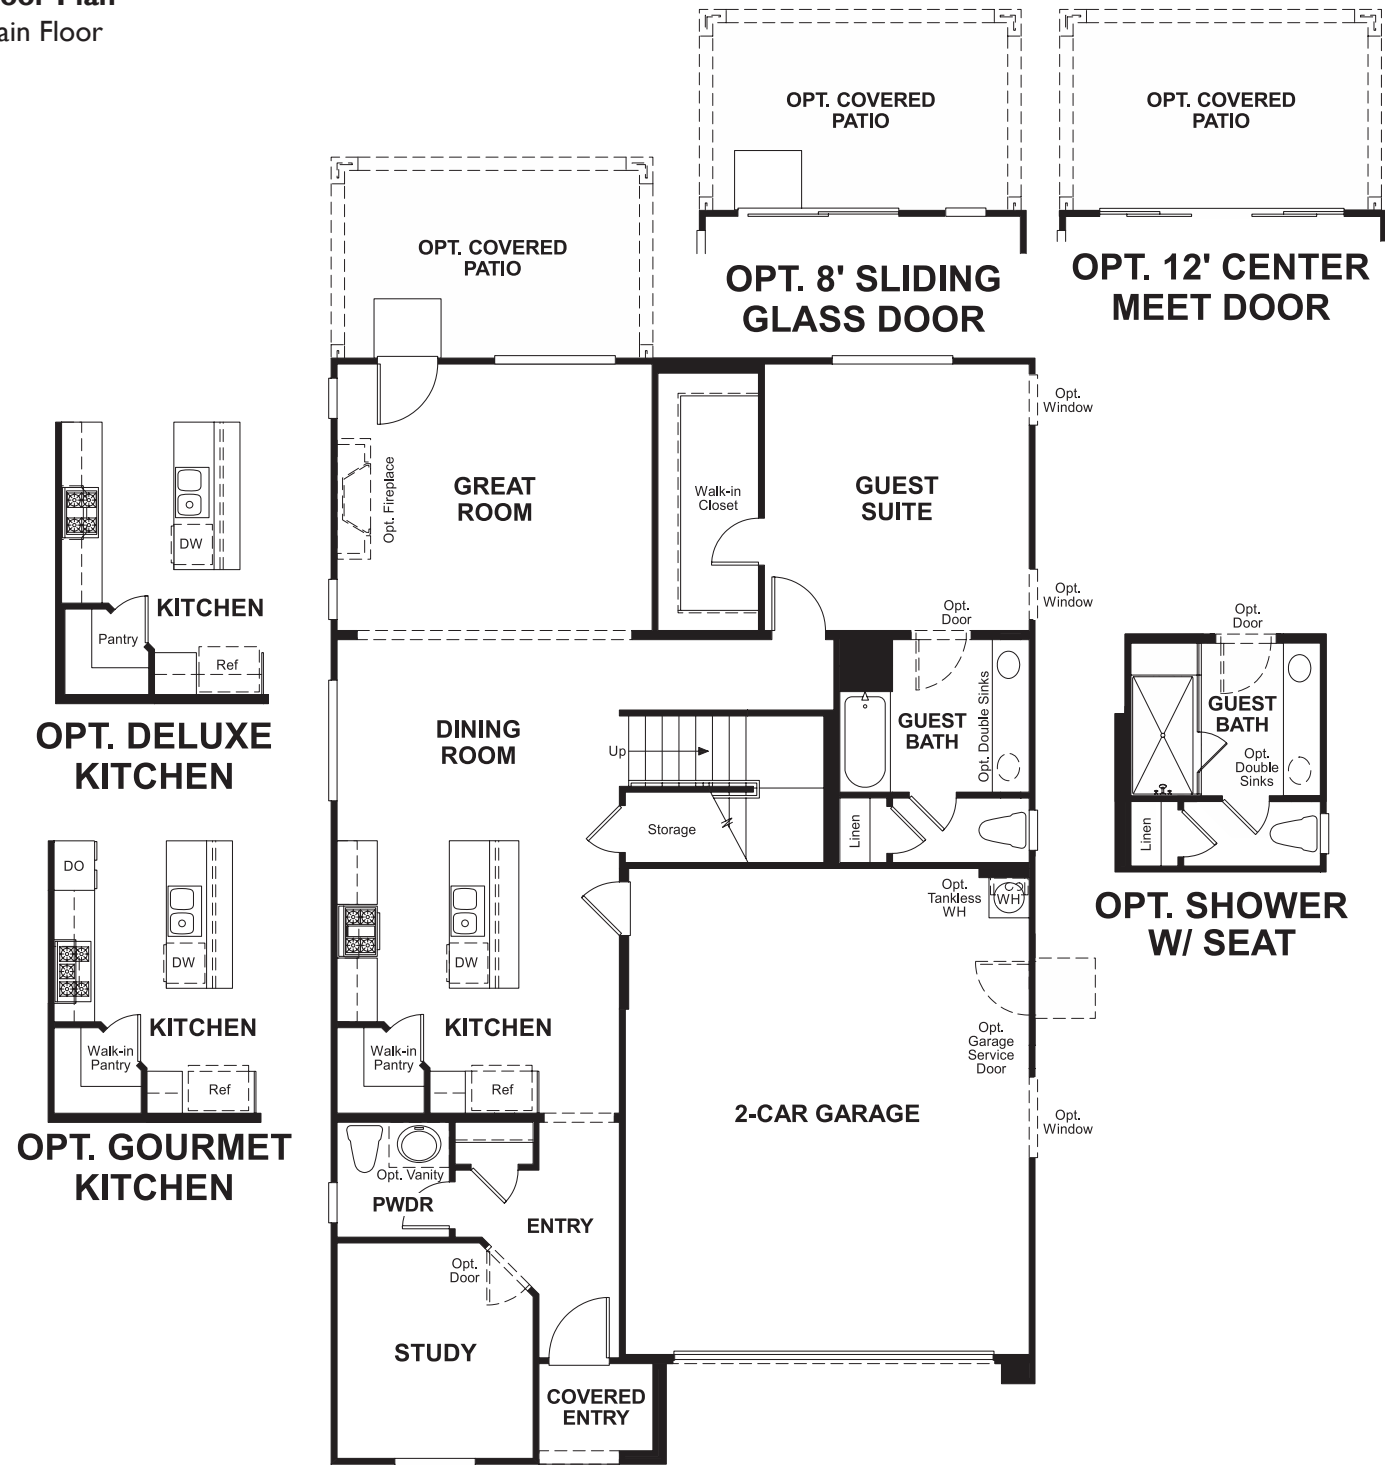 oor Plan
ain Floor
OPT. COVERED
PATIO
OPT. COVERED
PATIO
OPT. COVERED
PATIO
OPT. 8' SLIDING
GLASS DOOR
OPT. 12' CENTER
MEET DOOR
Opt.
Window
Opt. Fireplace
GREAT
ROOM
Walk-in
Closet
GUEST
SUITE
Opt.
Window
Opt.
Door
DW
KITCHEN
Pantry
Ref
OPT. DELUXE
KITCHEN
DINING
ROOM
Up
Storage
GUEST
BATH
Opt. Double Sinks
Linen
Opt.
Door
GUEST
BATH
Opt.
Double
Sinks
Linen
OPT. SHOWER
W/ SEAT
DO
DW
KITCHEN
Walk-in
Pantry
Ref
OPT. GOURMET
KITCHEN
DW
KITCHEN
Walk-in
Pantry
Ref
Opt.
Tankless
WH
WH
Opt.
Garage
Service
Door
2-CAR GARAGE
Opt.
Window
Opt. Vanity
PWDR
ENTRY
Opt.
Door
STUDY
COVERED
ENTRY